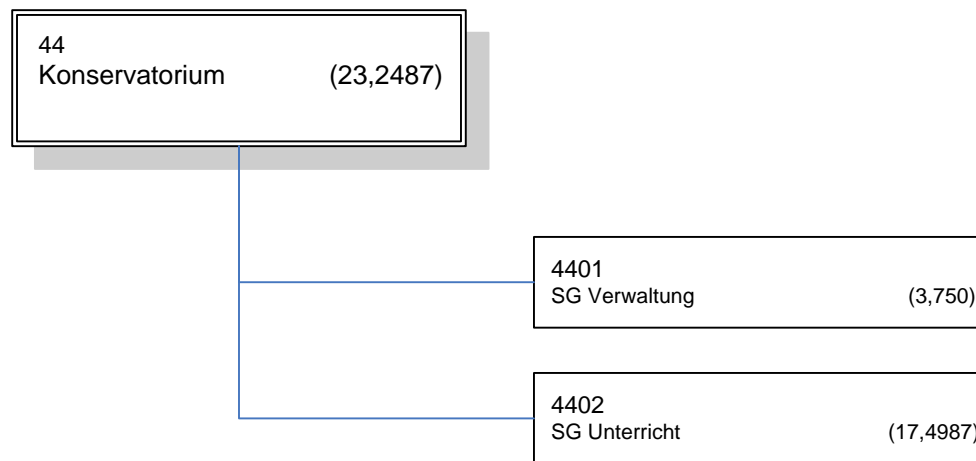 44
Konservatorium (23,2487)
4401
SG Verwaltung (3,750)
4402
SG Unterricht (17,4987)